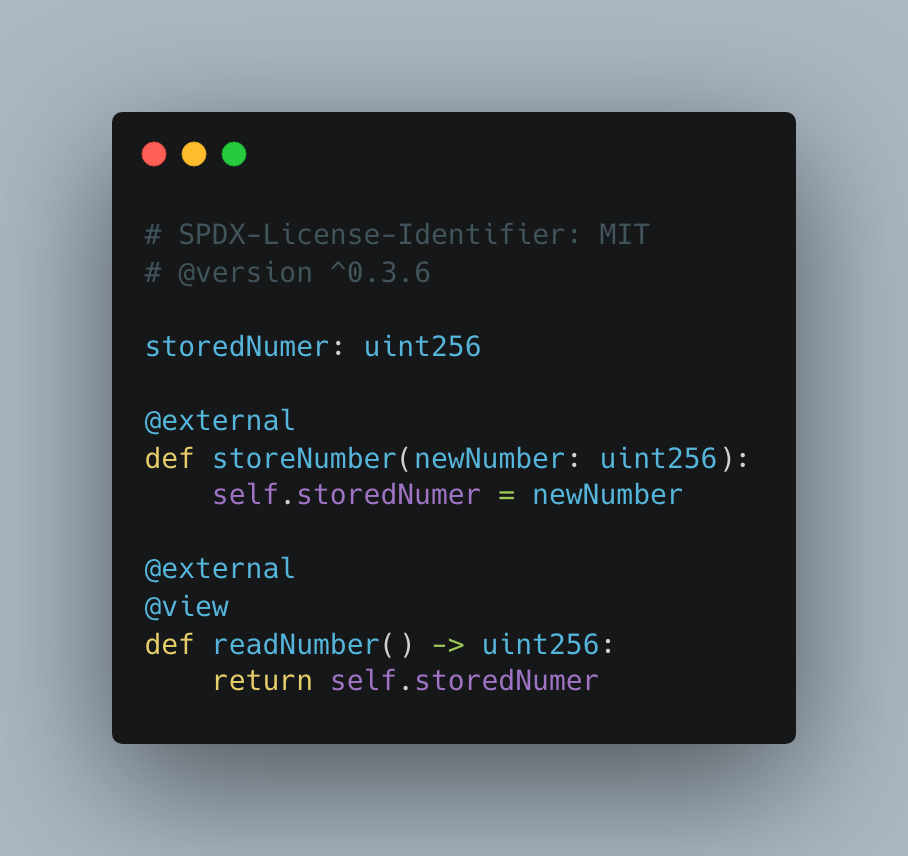 # SPDX-License-Identifier: MIT
# @version ^0.3.6

storedNumer: uint256

@external
def storeNumber(newNumber: uint256):
    self.storedNumer = newNumber

@external
@view
def readNumber() -> uint256:
    return self.storedNumer